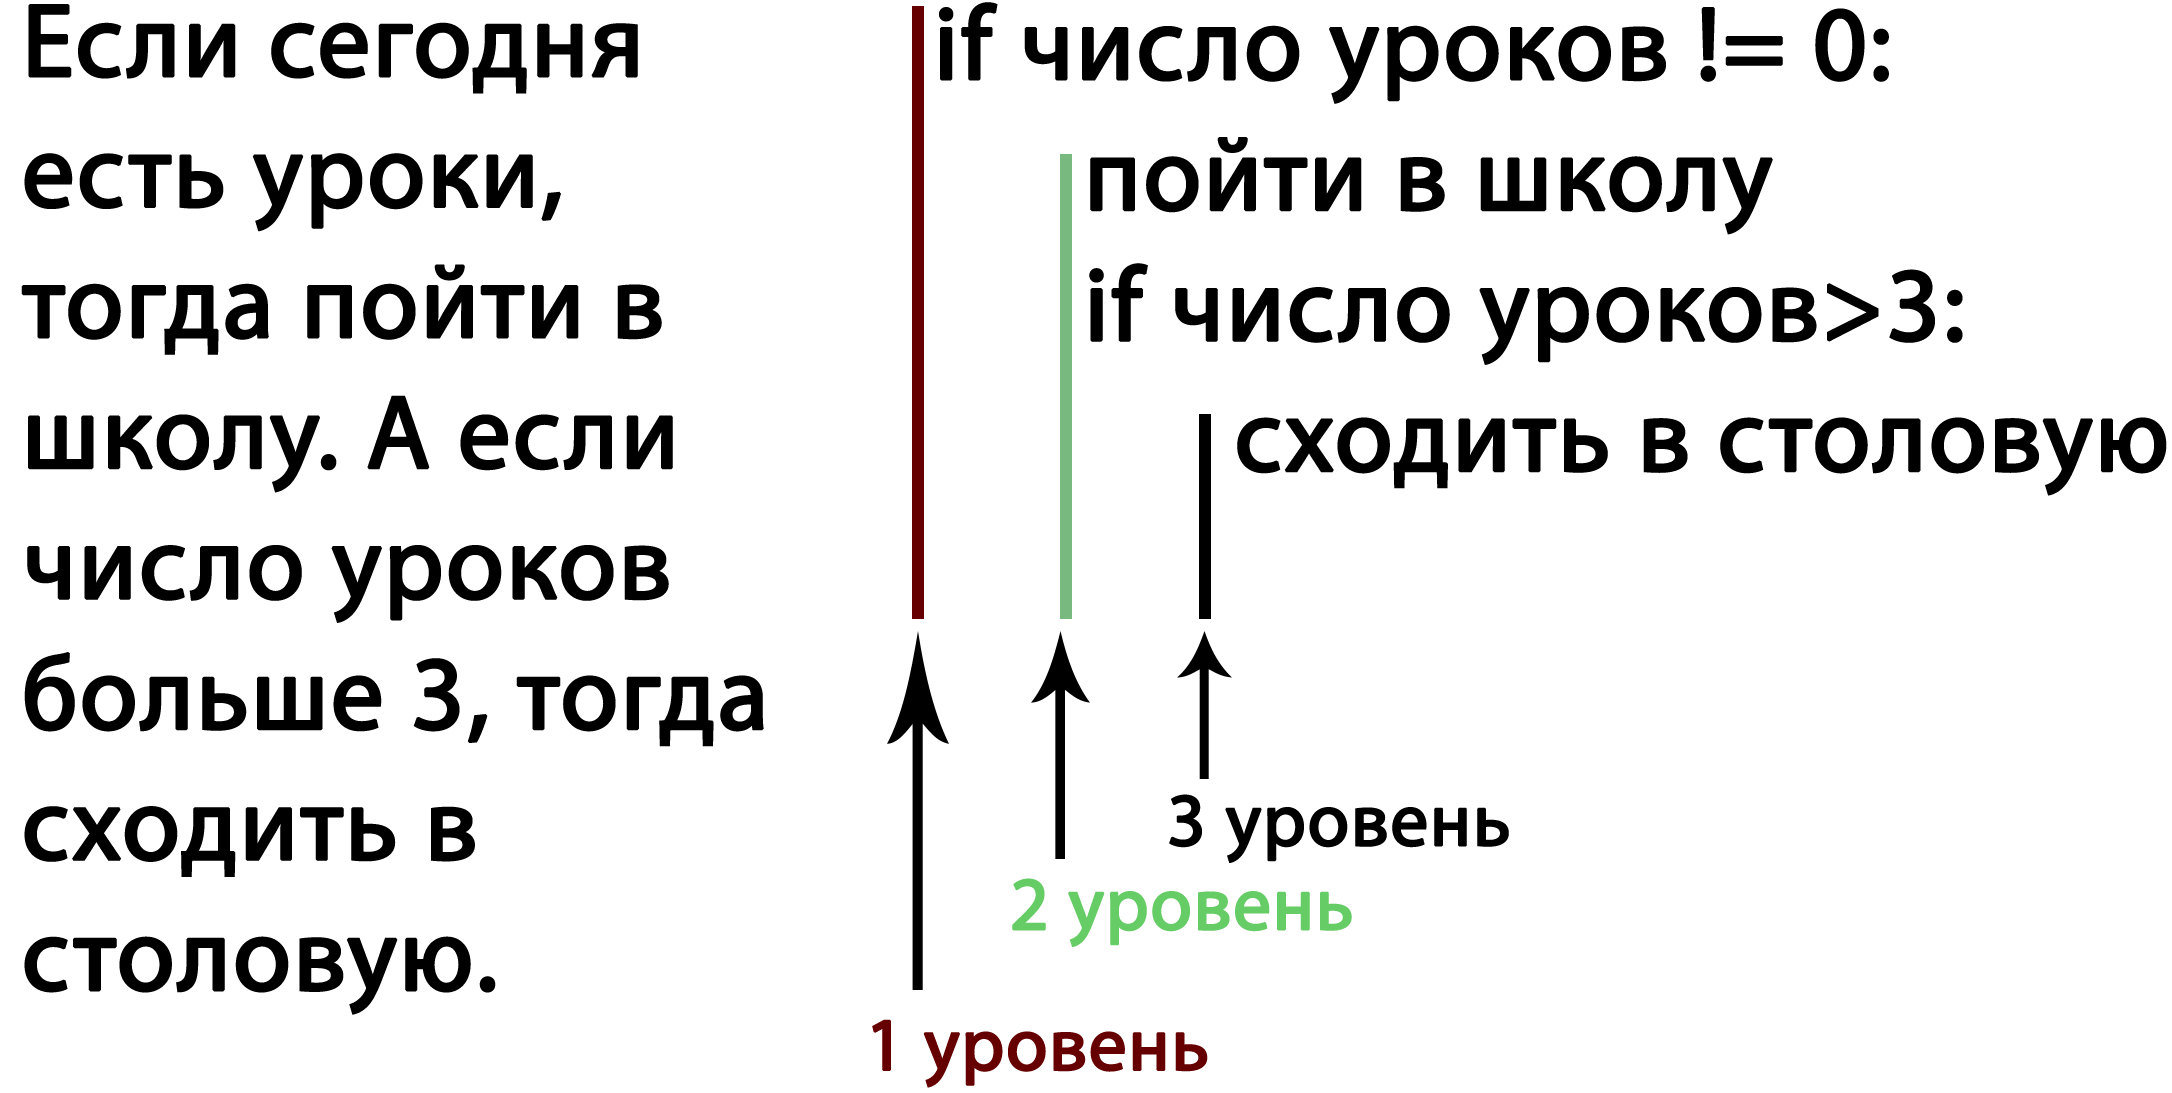 Если сегодня
есть уроки,
тогда пойти в
школу. А если
число уроков
больше 3, тогда
сходить в
столовую.
if число уроков != 0:
пойти в школу
if число уроков>3:
сходить в столовую
3 уровень
2 уровень
1 уровень